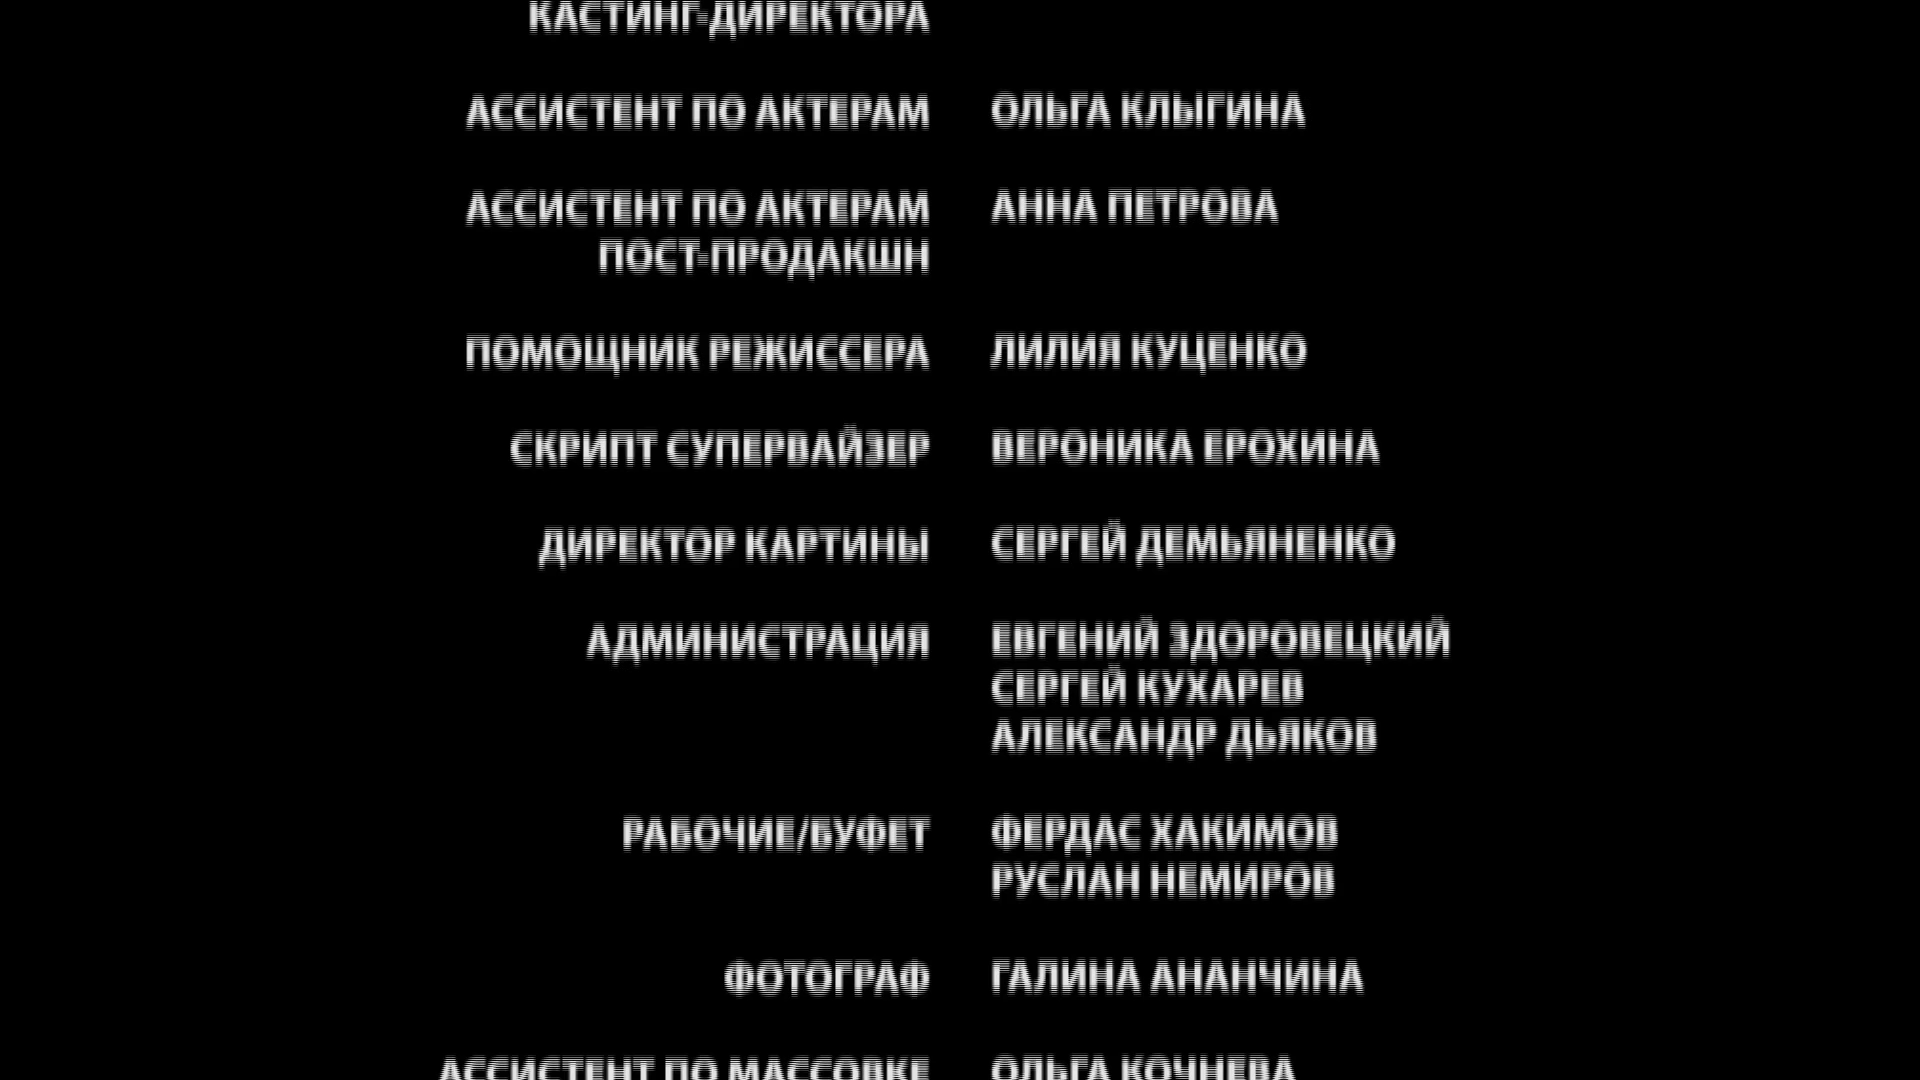 КАСТИНГ-ДИРЕКТОРА
АССИСТЕНТ ПО АКТЕРАМ ОЛЬГА КЛЫГИНА
АССИСТЕНТ ПО АКТЕРАМ АННА ПЕТРОВА
ПОСТ-ПРОДАКШН
ПОМОЩНИК РЕЖИССЕРА ЛИЛИЯ КУЦЕНКО
СКРИПТ СУПЕРВАЙЗЕР ВЕРОНИКА ЕРОХИНА
ДИРЕКТОР КАРТИНЫ СЕРГЕЙ ДЕМЬЯНЕНКО
АДМИНИСТРАЦИЯ ЕВГЕНИЙ ЗДОРОВЕЦКИЙ
СЕРГЕЙ КУХАРЕВ
АЛЕКСАНДР ДЬЯКОВ
РАБОЧИЕ/БУФЕТ ФЕРДАС ХАКИМОВ
РУСЛАН НЕМИРОВ
ФОТОГРАФ ГАЛИНА АНАНЧИНА
АССИСТЕНТ ПО МАССОВКЕ ОЛЬГА КОЧНЕВА